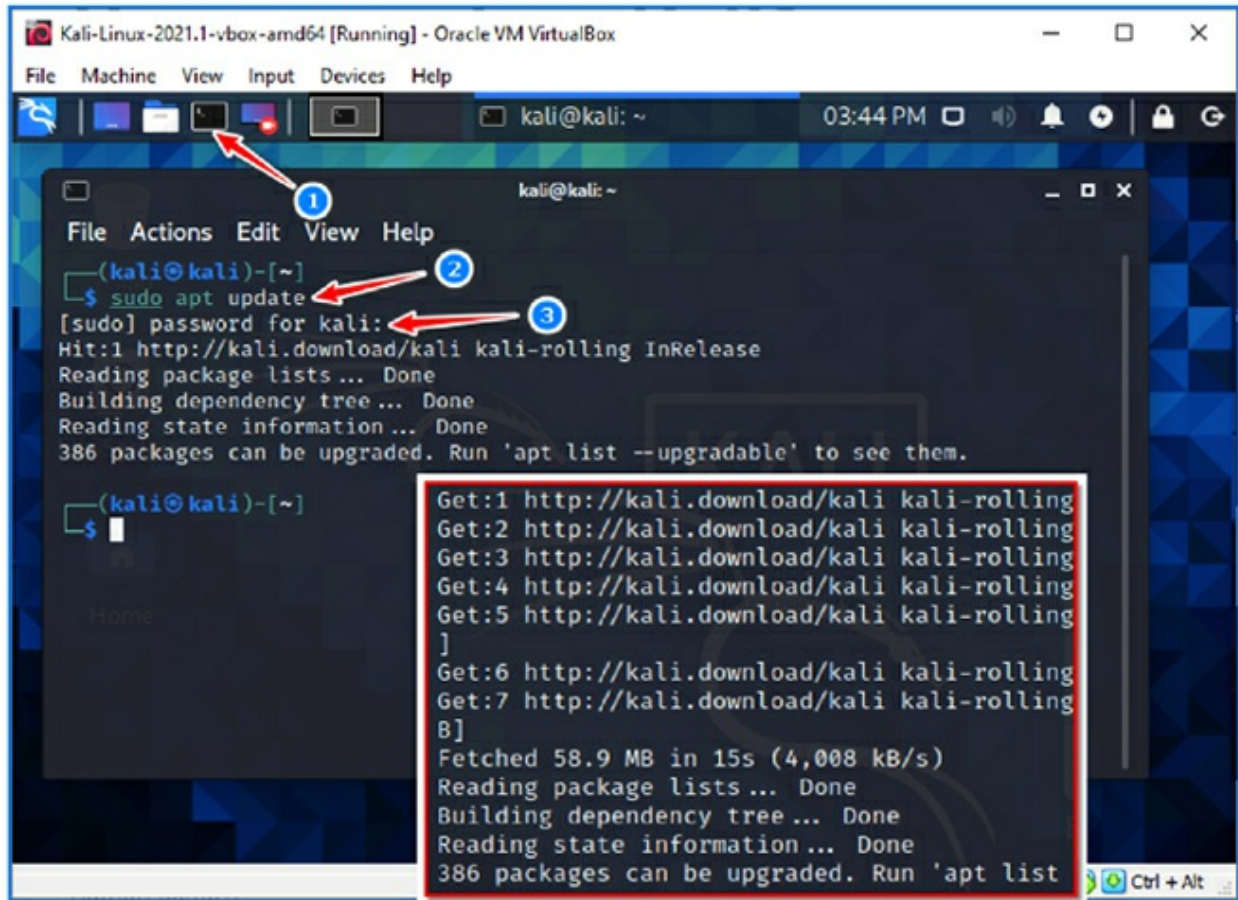 Kali-Linux-2021.1-vbox-amd64 [Running] - Oracle VM VirtualBox
File Machine View Input Devices Help
kali@kali: ~ 03:44 PM
1
kali@kali: ~
File Actions Edit View Help
(kali㉿kali)-[~]
2
$ sudo apt update
[sudo] password for kali:
3
Hit:1 http://kali.download/kali kali-rolling InRelease
Reading package lists... Done
Building dependency tree... Done
Reading state information... Done
386 packages can be upgraded. Run 'apt list --upgradable' to see them.
(kali㉿kali)-[~]
$
Home
KALI
Get:1 http://kali.download/kali kali-rolling
Get:2 http://kali.download/kali kali-rolling
Get:3 http://kali.download/kali kali-rolling
Get:4 http://kali.download/kali kali-rolling
Get:5 http://kali.download/kali kali-rolling
]
Get:6 http://kali.download/kali kali-rolling
Get:7 http://kali.download/kali kali-rolling
B]
Fetched 58.9 MB in 15s (4,008 kB/s)
Reading package lists... Done
Building dependency tree... Done
Reading state information... Done
386 packages can be upgraded. Run 'apt list
Ctrl + Alt